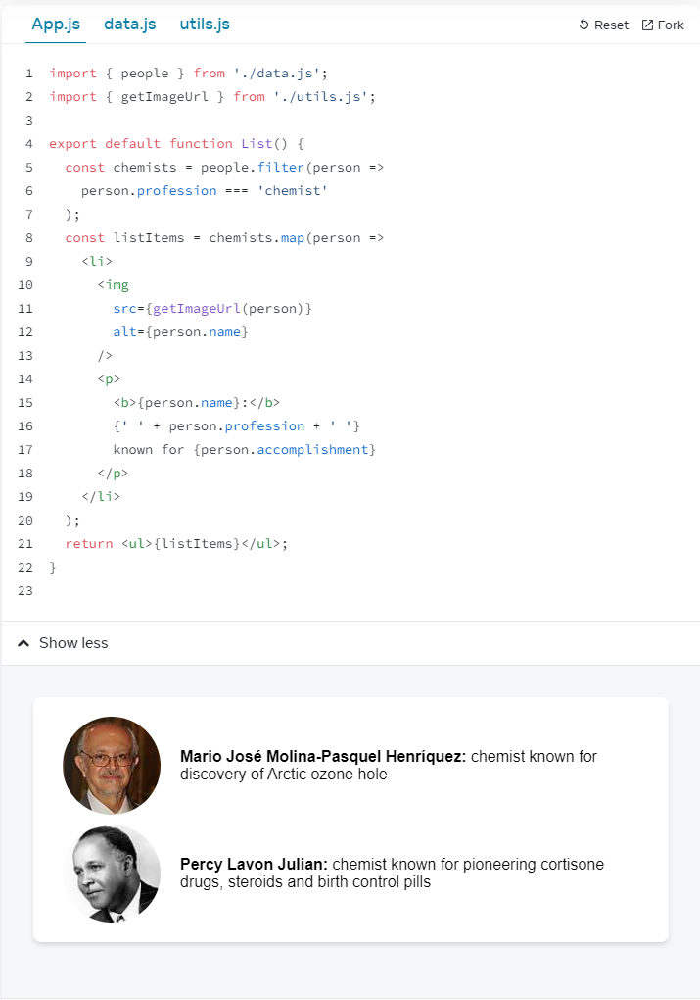 App.js data.js utils.js Reset Fork
1 import { people } from './data.js';
2 import { getImageUrl } from './utils.js';
3
4 export default function List() {
5   const chemists = people.filter(person =>
6     person.profession === 'chemist'
7   );
8   const listItems = chemists.map(person =>
9     <li>
10       <img
11         src={getImageUrl(person)}
12         alt={person.name}
13       />
14       <p>
15         <b>{person.name}:</b>
16         {' ' + person.profession + ' '}
17         known for {person.accomplishment}
18       </p>
19     </li>
20   );
21   return <ul>{listItems}</ul>;
22 }
23
Show less
Mario José Molina-Pasquel Henríquez: chemist known for
discovery of Arctic ozone hole
Percy Lavon Julian: chemist known for pioneering cortisone
drugs, steroids and birth control pills